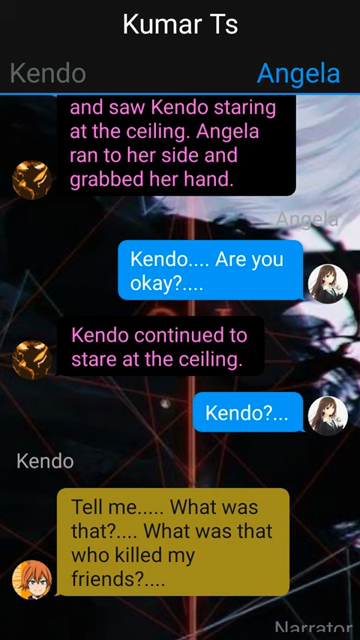 Kumar Ts
Kendo
Angela
and saw Kendo staring
at the ceiling. Angela
ran to her side and
grabbed her hand.
Angela
Kendo.... Are you
okay?....
Kendo continued to
stare at the ceiling.
Kendo?...
Kendo
Tell me..... What was
that?.... What was that
who killed my
friends?....
Narrator